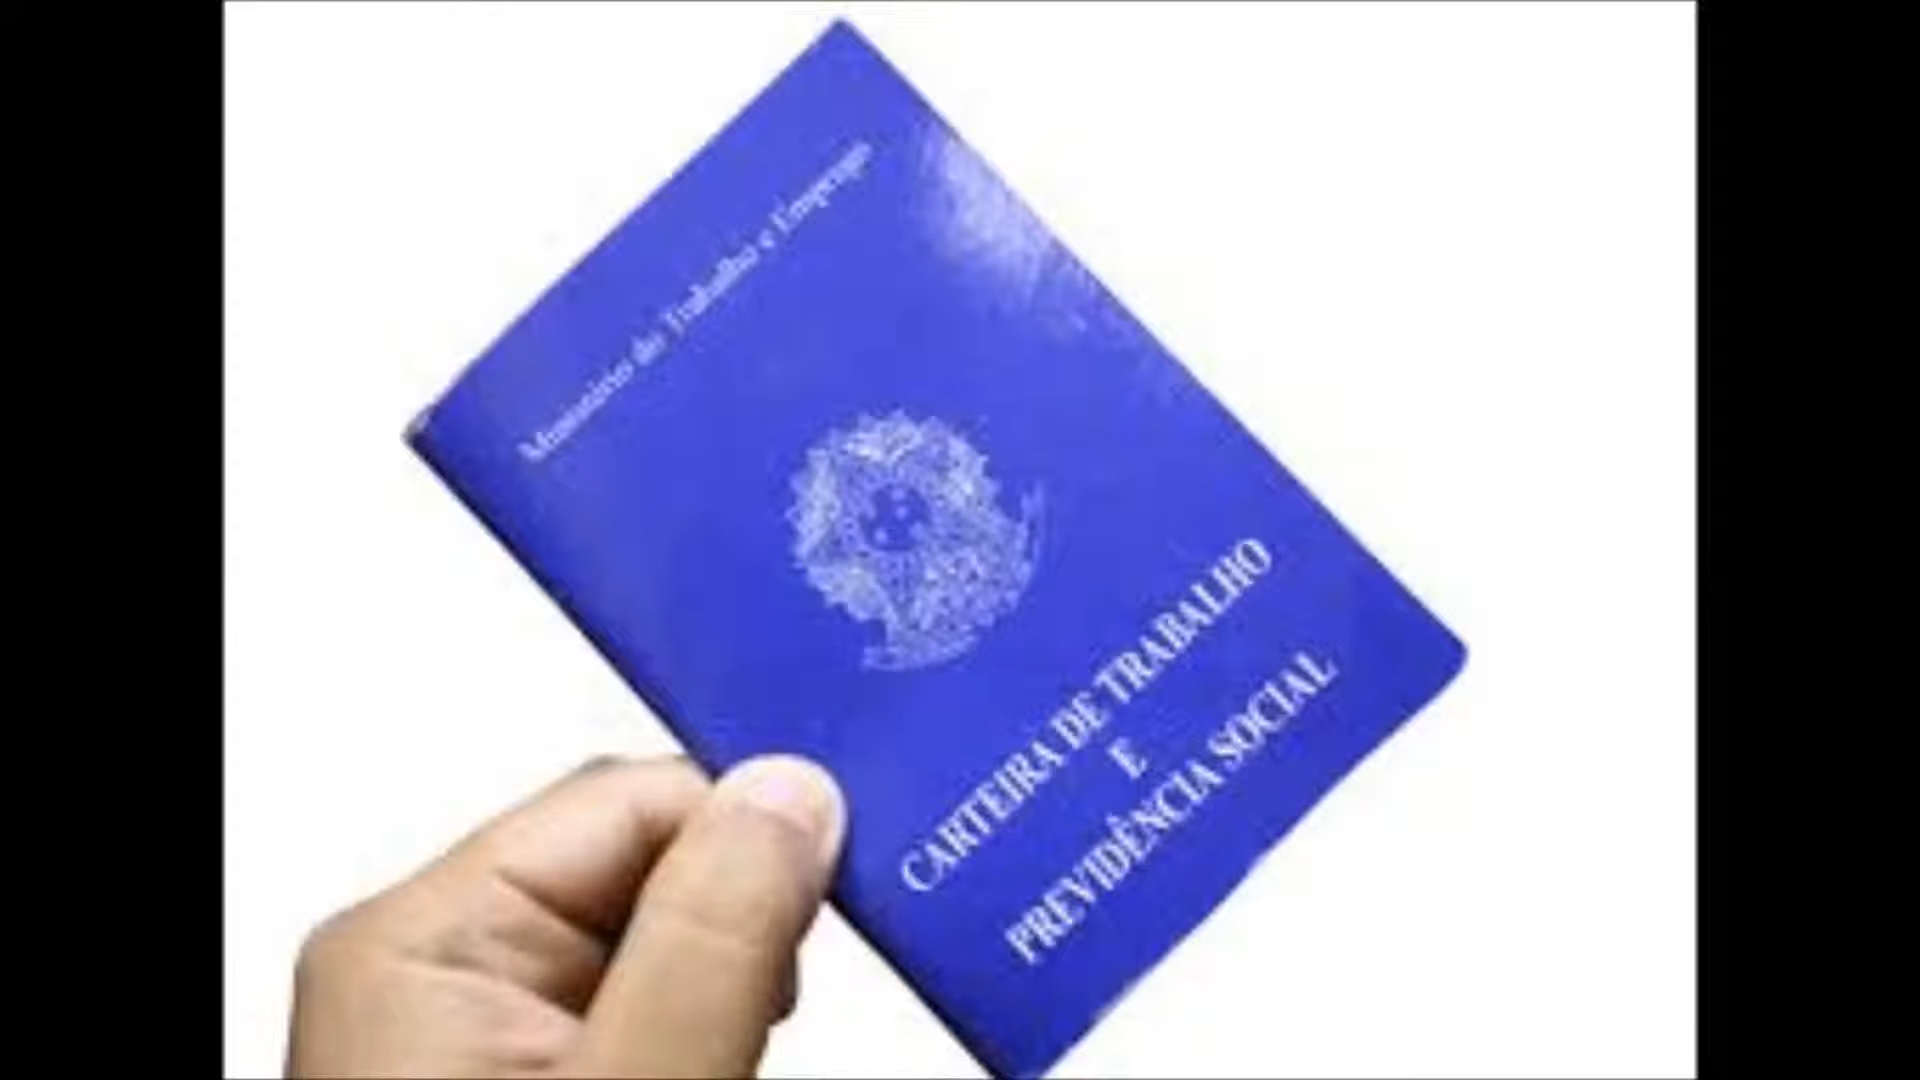 Ministério do Trabalho e Emprego
CARTEIRA DE TRABALHO
E
PREVIDÊNCIA SOCIAL